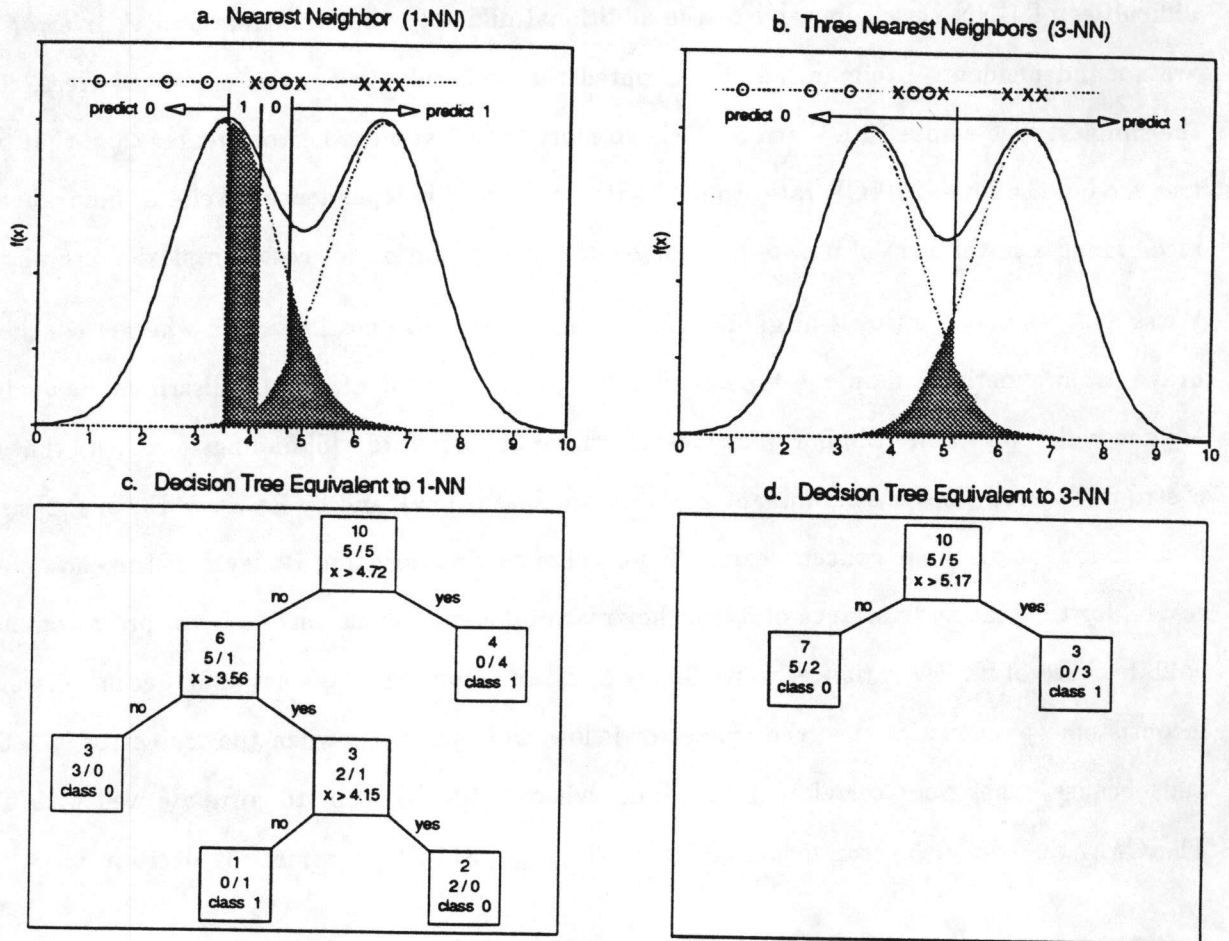 a. Nearest Neighbor (1-NN)
b. Three Nearest Neighbors (3-NN)
predict 0
1
0
predict 1
f(x)
0 1 2 3 4 5 6 7 8 9 10
predict 0
predict 1
f(x)
0 1 2 3 4 5 6 7 8 9 10
c. Decision Tree Equivalent to 1-NN
10
5 / 5
x > 4.72
no
yes
6
5 / 1
x > 3.56
4
0 / 4
class 1
no
yes
3
3 / 0
class 0
3
2 / 1
x > 4.15
no
yes
1
0 / 1
class 1
2
2 / 0
class 0
d. Decision Tree Equivalent to 3-NN
10
5 / 5
x > 5.17
no
yes
7
5 / 2
class 0
3
0 / 3
class 1